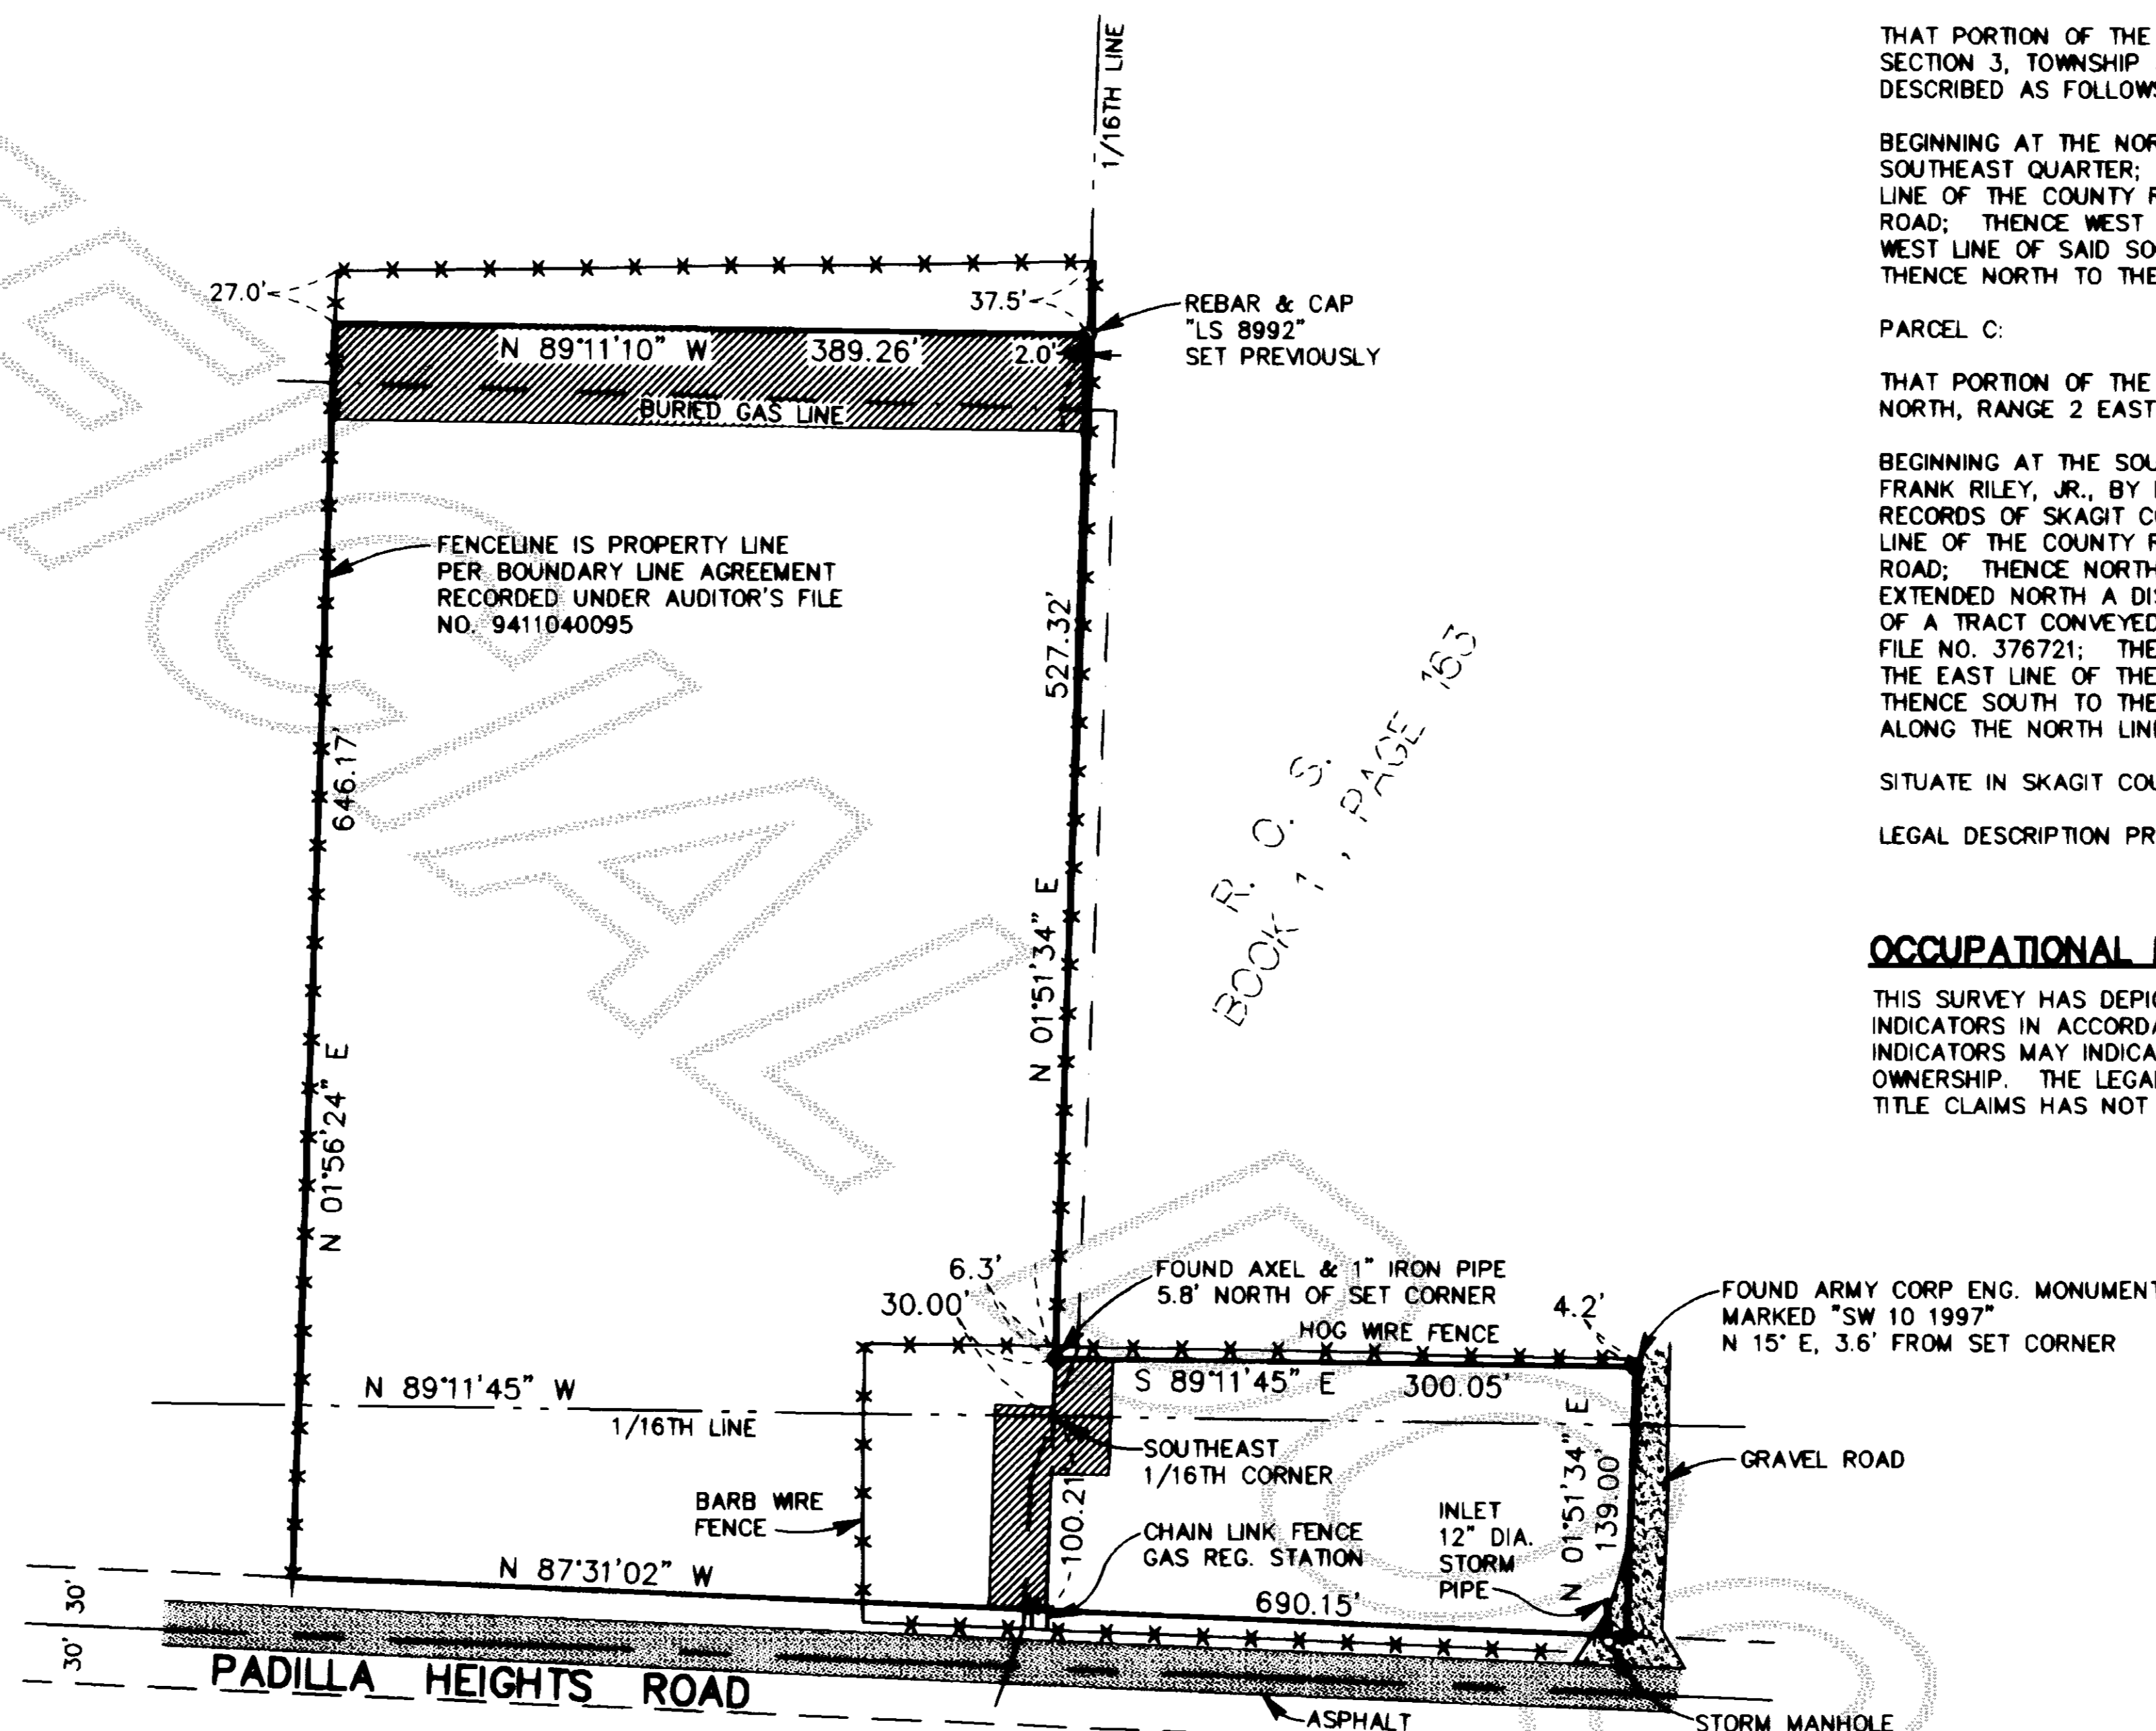 1/16TH LINE
27.0'
37.5'
REBAR & CAP
"LS 8992"
SET PREVIOUSLY
N 89°11'10" W 389.26' 2.0'
BURIED GAS LINE
FENCELINE IS PROPERTY LINE
PER BOUNDARY LINE AGREEMENT
RECORDED UNDER AUDITOR'S FILE
NO. 9411040095
646.17'
N 01°56'24" E
527.32'
N 01°51'34" E
R. O. S.
BOOK 1 , PAGE 163
6.3'
30.00'
FOUND AXEL & 1" IRON PIPE
5.8' NORTH OF SET CORNER
HOG WIRE FENCE
4.2'
FOUND ARMY CORP ENG. MONUMENT
MARKED "SW 10 1997"
N 15° E, 3.6' FROM SET CORNER
S 89°11'45" E 300.05'
N 89°11'45" W
1/16TH LINE
SOUTHEAST
1/16TH CORNER
GRAVEL ROAD
BARB WIRE
FENCE
100.21'
CHAIN LINK FENCE
GAS REG. STATION
INLET
12" DIA.
STORM
PIPE
N 01°51'34" E
139.00'
N 87°31'02" W
690.15'
30'
30'
PADILLA HEIGHTS ROAD
ASPHALT
STORM MANHOLE
THAT PORTION OF THE
SECTION 3, TOWNSHIP
DESCRIBED AS FOLLOWS
BEGINNING AT THE NOR
SOUTHEAST QUARTER;
LINE OF THE COUNTY R
ROAD; THENCE WEST
WEST LINE OF SAID SO
THENCE NORTH TO THE
PARCEL C:
THAT PORTION OF THE
NORTH, RANGE 2 EAST
BEGINNING AT THE SOU
FRANK RILEY, JR., BY
RECORDS OF SKAGIT CO
LINE OF THE COUNTY R
ROAD; THENCE NORTH
EXTENDED NORTH A DIS
OF A TRACT CONVEYED
FILE NO. 376721; THE
THE EAST LINE OF THE
THENCE SOUTH TO THE
ALONG THE NORTH LINE
SITUATE IN SKAGIT COU
LEGAL DESCRIPTION PR
OCCUPATIONAL
THIS SURVEY HAS DEPIC
INDICATORS IN ACCORDA
INDICATORS MAY INDICA
OWNERSHIP. THE LEGAL
TITLE CLAIMS HAS NOT